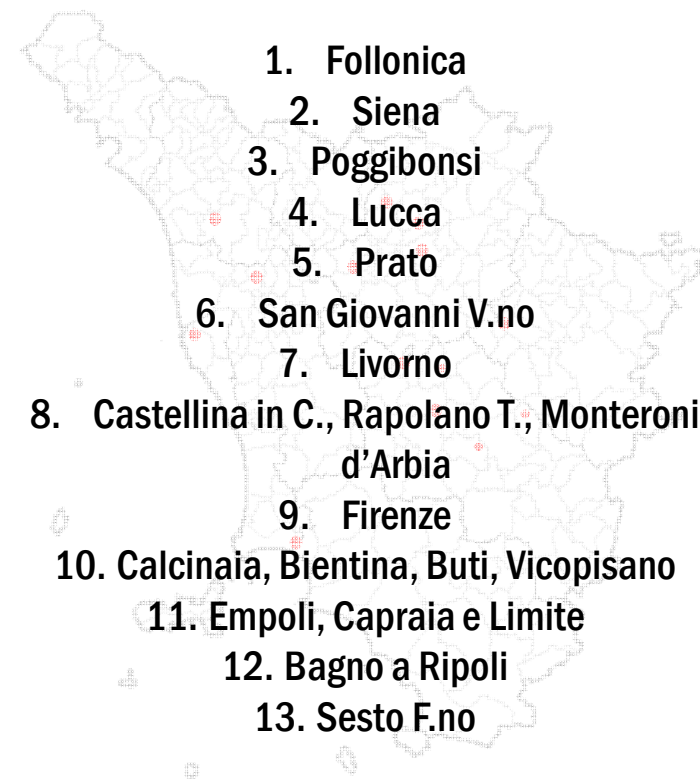 1. Follonica
2. Siena
3. Poggibonsi
4. Lucca
5. Prato
6. San Giovanni V.no
7. Livorno
8. Castellina in C., Rapolano T., Monteroni
d’Arbia
9. Firenze
10. Calcinaia, Bientina, Buti, Vicopisano
11. Empoli, Capraia e Limite
12. Bagno a Ripoli
13. Sesto F.no